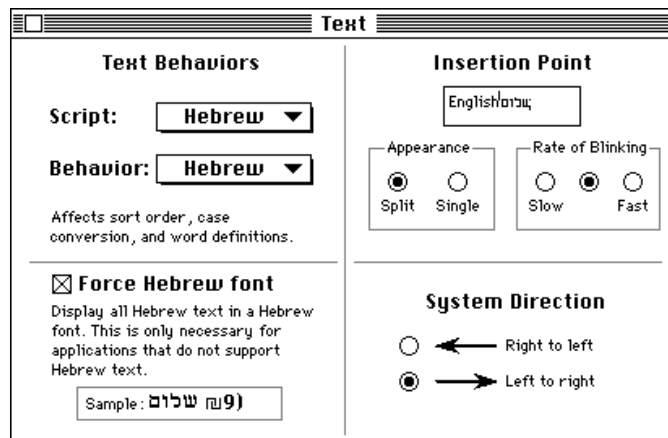 Text
Text Behaviors
Script: Hebrew
Behavior: Hebrew
Affects sort order, case
conversion, and word definitions.
Force Hebrew font
Display all Hebrew text in a Hebrew
font. This is only necessary for
applications that do not support
Hebrew text.
Sample: שלום ₪9)
Insertion Point
Englishשלום
Appearance
Split Single
Rate of Blinking
Slow Fast
System Direction
Right to left
Left to right